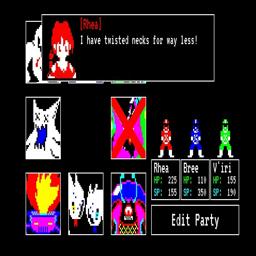 [Rhea]
I have twisted necks for way less!
Rhea Bree V'iri
HP: 225 HP: 110 HP: 155
SP: 155 SP: 350 SP: 190
Edit Party